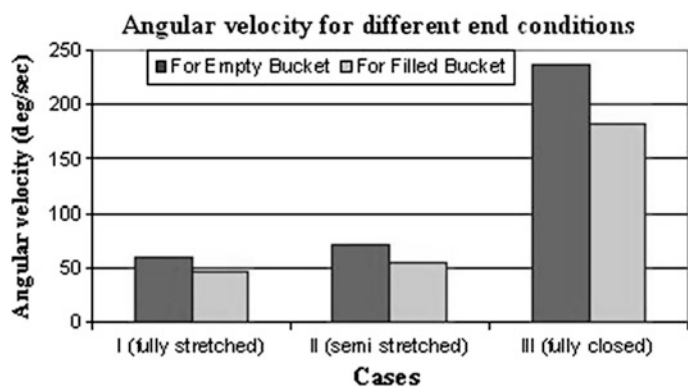 Angular velocity for different end conditions
For Empty Bucket For Filled Bucket
Angular velocity (deg/sec)
250
200
150
100
50
0
I (fully stretched) II (semi stretched) III (fully closed)
Cases